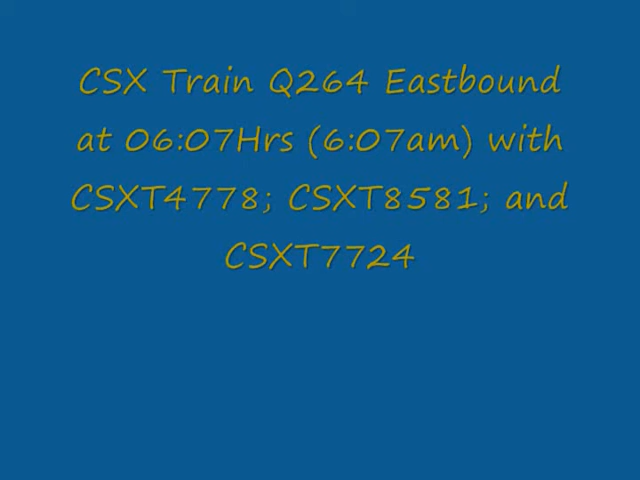 CSX Train Q264 Eastbound
at 06:07Hrs (6:07am) with
CSXT4778; CSXT8581; and
CSXT7724